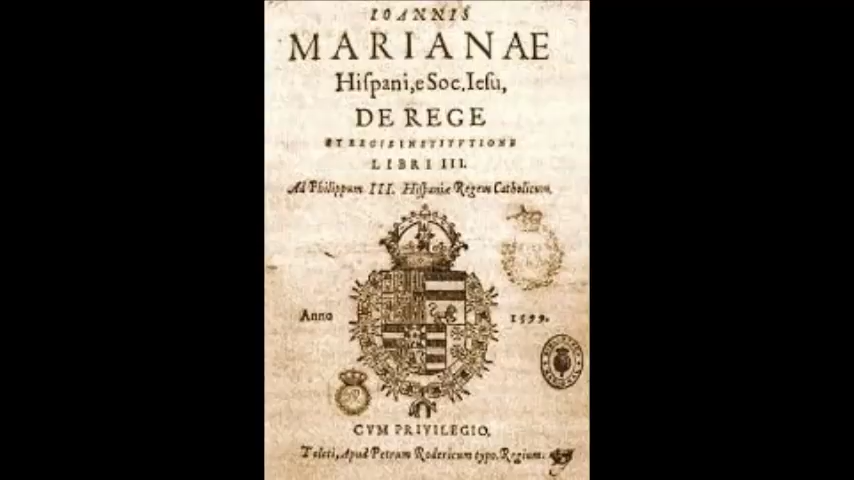 IOANNIS
MARIANAE
Hiſpani, e Soc. Ieſu,
DE REGE
ET REGIS INSTITVTIONE
LIBRI III.
Ad Philippum III. Hiſpaniæ Regem Catholicum.
Anno 1599.
CVM PRIVILEGIO.
Toleti, Apud Petrum Rodericum typo. Regium.